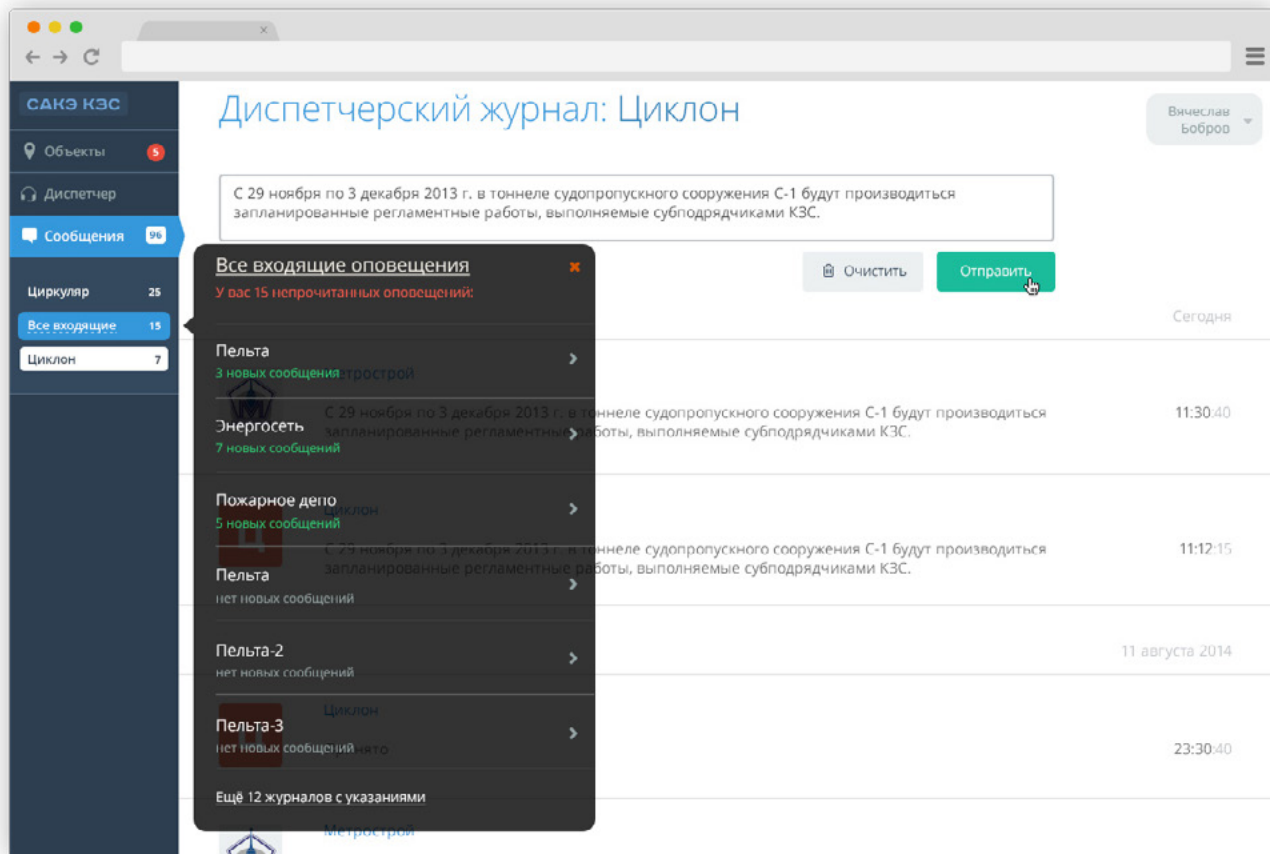 САКЭ КЗС
Объекты 5
Диспетчер
Сообщения 96
Циркуляр 25
Все входящие 15
Циклон 7
Диспетчерский журнал: Циклон
Вячеслав
Бобров
С 29 ноября по 3 декабря 2013 г. в тоннеле судопропускного сооружения С-1 будут производиться
запланированные регламентные работы, выполняемые субподрядчиками КЗС.
Очистить
Отправить
Все входящие оповещения
У вас 15 непрочитанных оповещений!
Пельта
3 новых сообщения
Энергосеть
7 новых сообщений
Пожарное депо
5 новых сообщений
Пельта
нет новых сообщений
Пельта-2
нет новых сообщений
Пельта-3
нет новых сообщений
Ещё 12 журналов с указаниями
Сегодня
Метрострой
С 29 ноября по 3 декабря 2013 г. в тоннеле судопропускного сооружения С-1 будут производиться
запланированные регламентные работы, выполняемые субподрядчиками КЗС.
11:30:40
Циклон
С 29 ноября по 3 декабря 2013 г. в тоннеле судопропускного сооружения С-1 будут производиться
запланированные регламентные работы, выполняемые субподрядчиками КЗС.
11:12:15
11 августа 2014
Циклон
23:30:40
Метрострой